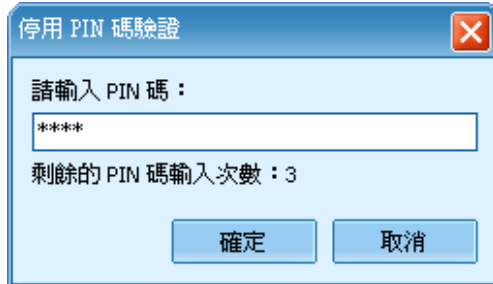 停用 PIN 碼驗證
請輸入 PIN 碼：
****
剩餘的 PIN 碼輸入次數：3
確定
取消